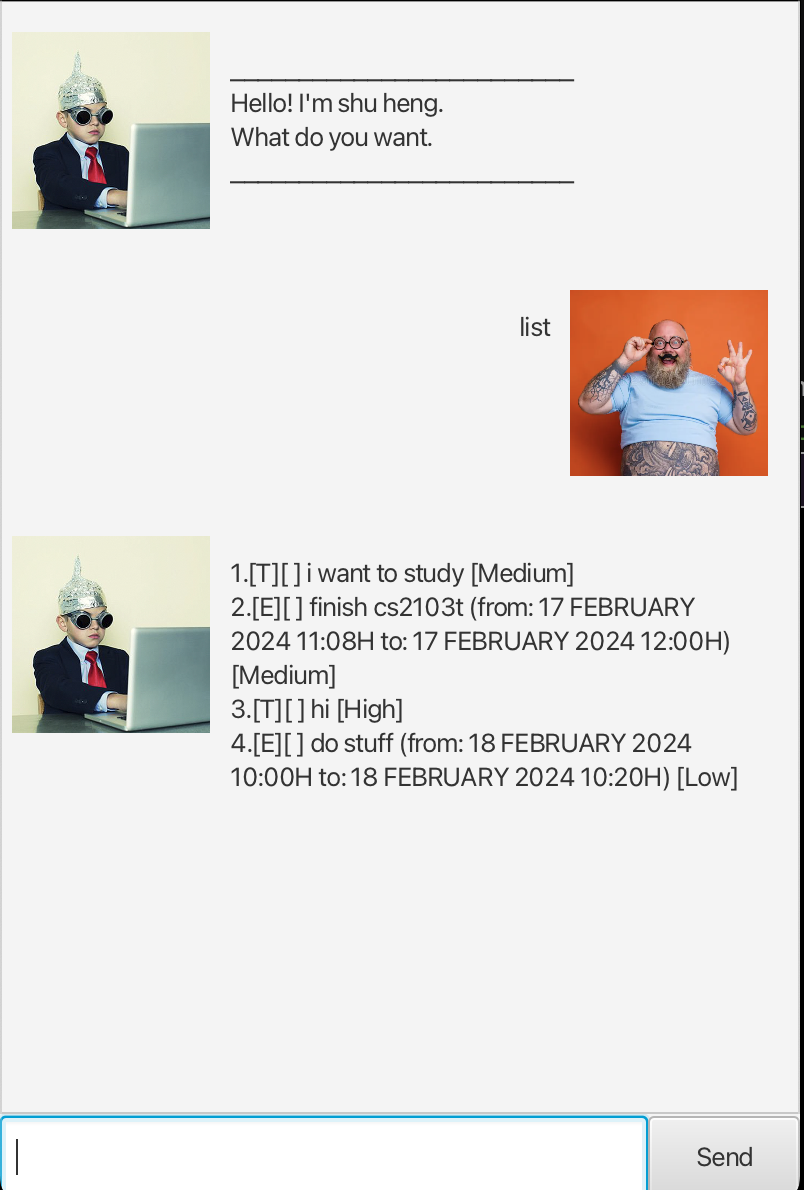 Hello! I'm shu heng.
What do you want.
list
1.[T][ ] i want to study [Medium]
2.[E][ ] finish cs2103t (from: 17 FEBRUARY
2024 11:08H to: 17 FEBRUARY 2024 12:00H)
[Medium]
3.[T][ ] hi [High]
4.[E][ ] do stuff (from: 18 FEBRUARY 2024
10:00H to: 18 FEBRUARY 2024 10:20H) [Low]
Send